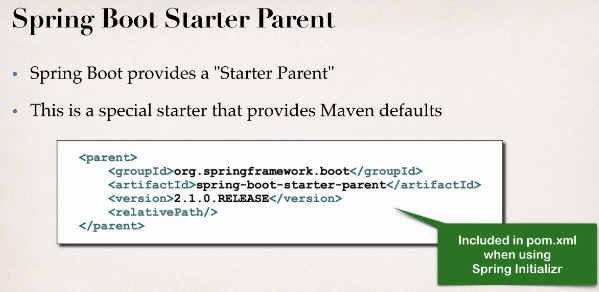 Spring Boot Starter Parent
• Spring Boot provides a "Starter Parent"
• This is a special starter that provides Maven defaults
<parent>
<groupId>org.springframework.boot</groupId>
<artifactId>spring-boot-starter-parent</artifactId>
<version>2.1.0.RELEASE</version>
<relativePath/>
</parent>
Included in pom.xml
when using
Spring Initializr